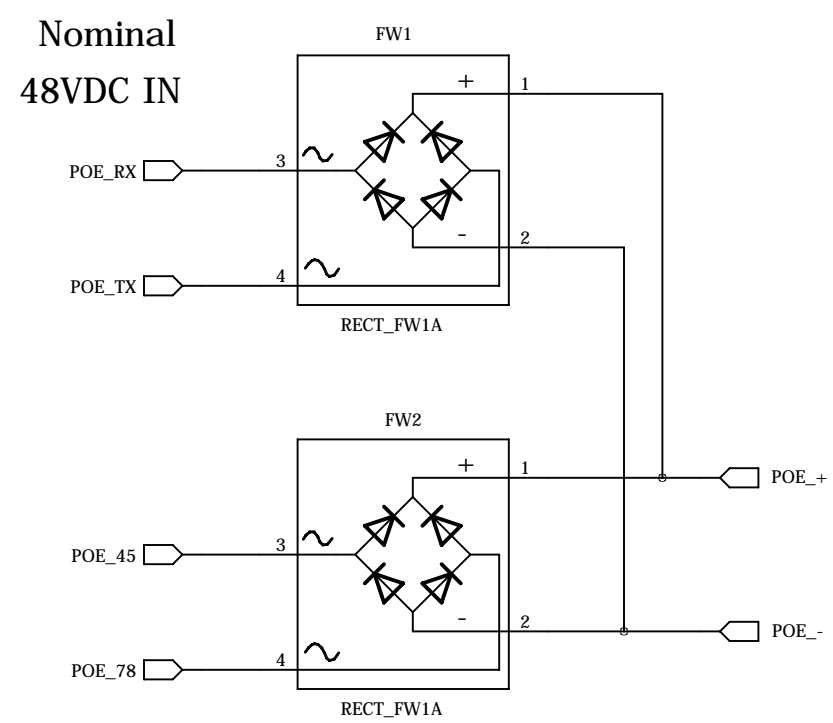 Nominal
48VDC IN
FW1
+
1
POE_RX
3
-
2
POE_TX
4
RECT_FW1A
FW2
+
1
POE_+
POE_45
3
-
2
POE_-
POE_78
4
RECT_FW1A